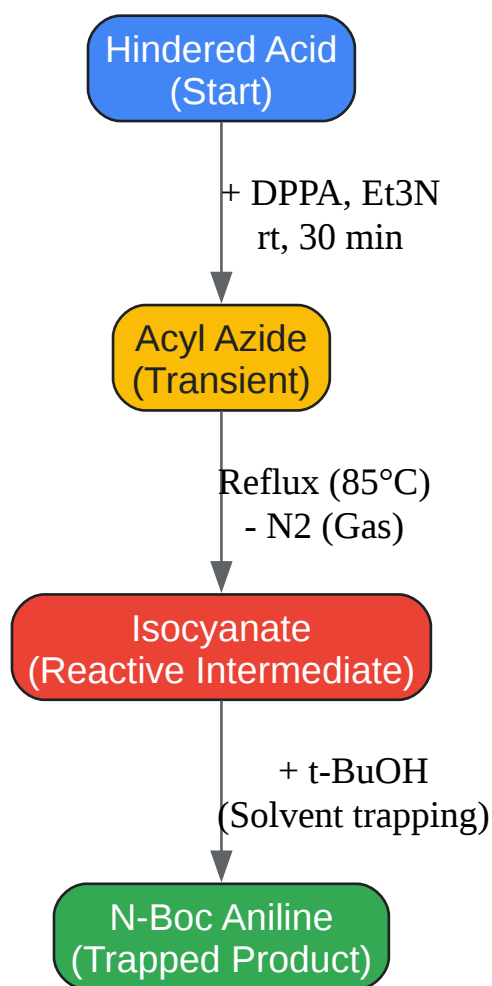 Hindered Acid
(Start)
+ DPPA, Et3N
rt, 30 min
Acyl Azide
(Transient)
Reflux (85°C)
- N2 (Gas)
Isocyanate
(Reactive Intermediate)
+ t-BuOH
(Solvent trapping)
N-Boc Aniline
(Trapped Product)